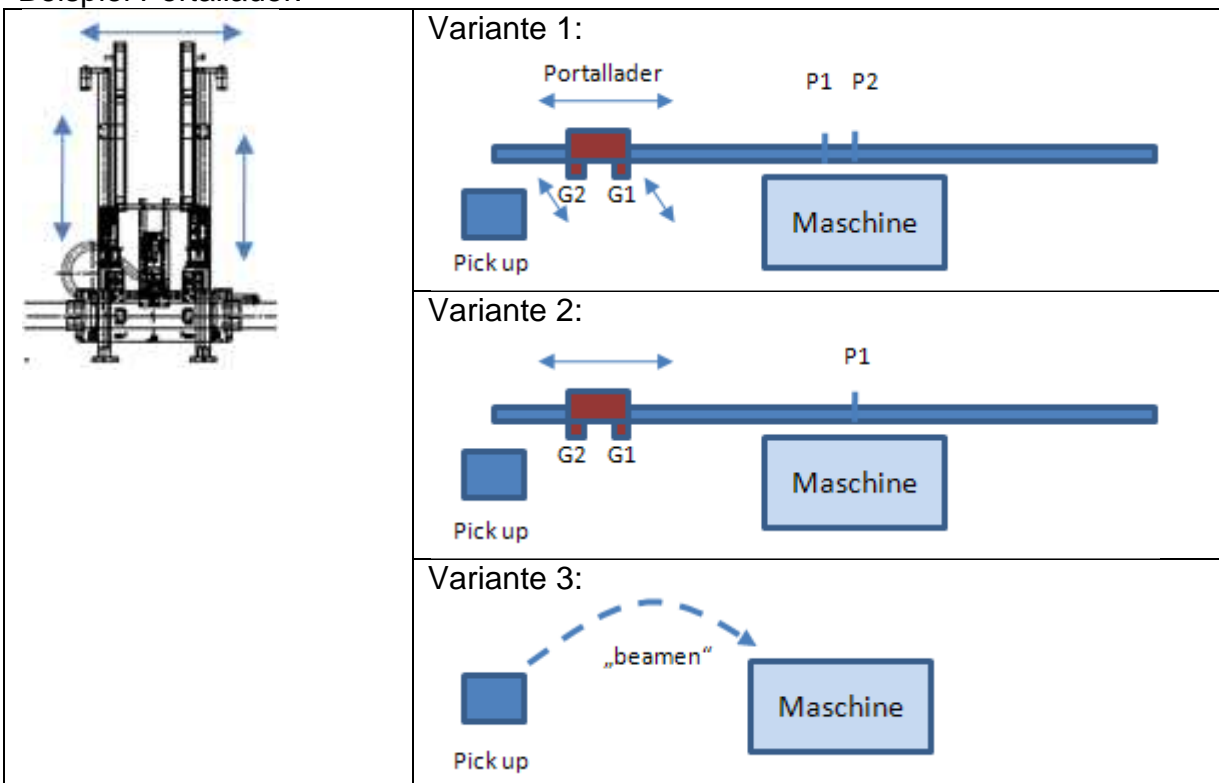 Variante 1:
Portallader
P1 P2
G2 G1
Maschine
Pick up
Variante 2:
P1
G2 G1
Maschine
Pick up
Variante 3:
„beamen“
Maschine
Pick up